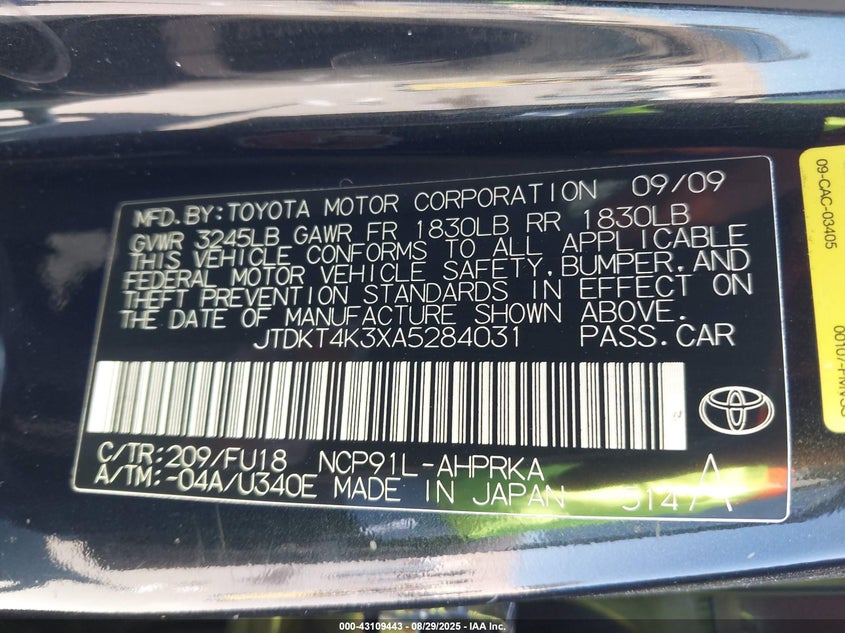 MFD.BY:TOYOTA MOTOR CORPORATION 09/09
GVWR 3245LB GAWR FR 1830LB RR 1830LB
THIS VEHICLE CONFORMS TO ALL APPLICABLE
FEDERAL MOTOR VEHICLE SAFETY,BUMPER,AND
THEFT PREVENTION STANDARDS IN EFFECT ON
THE DATE OF MANUFACTURE SHOWN ABOVE.
JTDKT4K3XA5284031 PASS.CAR
C/TR:209/FU18 NCP91L-AHPRKA
A/TM:-04A/U340E MADE IN JAPAN
A
09-CAC-03405
000-43109443 - 08/29/2025 - IAA Inc.